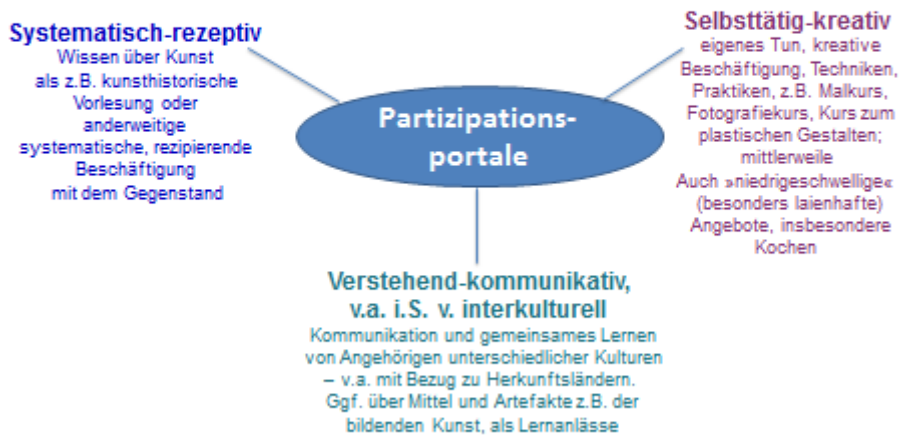 Systematisch-rezeptiv
Wissen über Kunst
als z.B. kunsthistorische
Vorlesung oder
anderweitige
systematische, rezipierende
Beschäftigung
mit dem Gegenstand
Partizipations-
portale
Selbsttätig-kreativ
eigenes Tun, kreative
Beschäftigung, Techniken,
Praktiken, z.B. Malkurs,
Fotografiekurs, Kurs zum
plastischen Gestalten;
mittlerweile
Auch »niedrigeschwellige«
(besonders laienhafte)
Angebote, insbesondere
Kochen
Verstehend-kommunikativ,
v.a. i.S. v. interkulturell
Kommunikation und gemeinsames Lernen
von Angehörigen unterschiedlicher Kulturen
– v.a. mit Bezug zu Herkunftsländern.
Ggf. über Mittel und Artefakte z.B. der
bildenden Kunst, als Lernanlässe